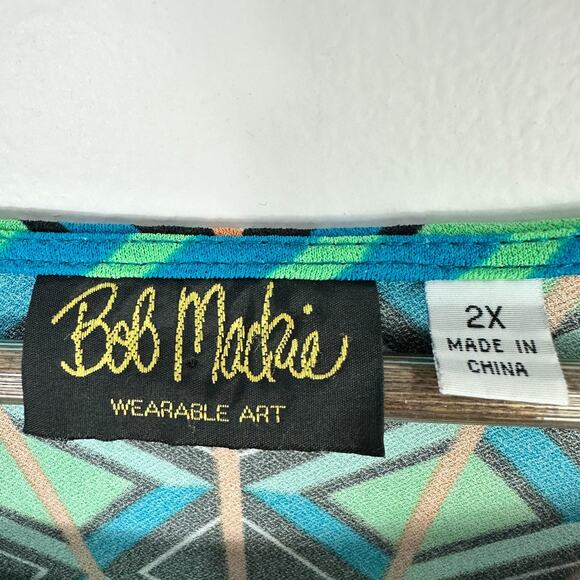 Bob Mackie
WEARABLE ART
2X
MADE IN
CHINA